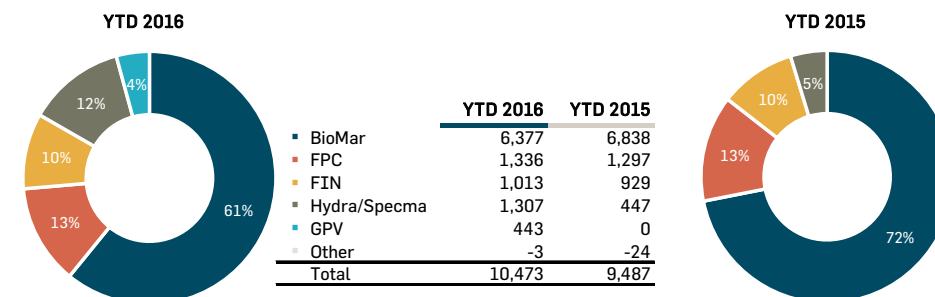 YTD 2016
4%
12%
10%
13%
61%
YTD 2016 YTD 2015
BioMar 6,377 6,838
FPC 1,336 1,297
FIN 1,013 929
Hydra/Specma 1,307 447
GPV 443 0
Other -3 -24
Total 10,473 9,487
YTD 2015
5%
10%
13%
72%